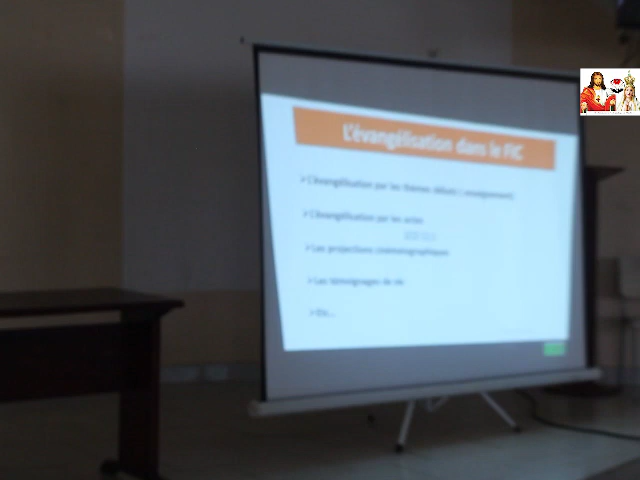 L'évangélisation dans le FIC
➢ L'évangélisation par les thèmes débats ( enseignement)
➢ L'évangélisation par les actes
➢ Les projections cinématographiques
➢ Les témoignages de vie
➢ Etc...